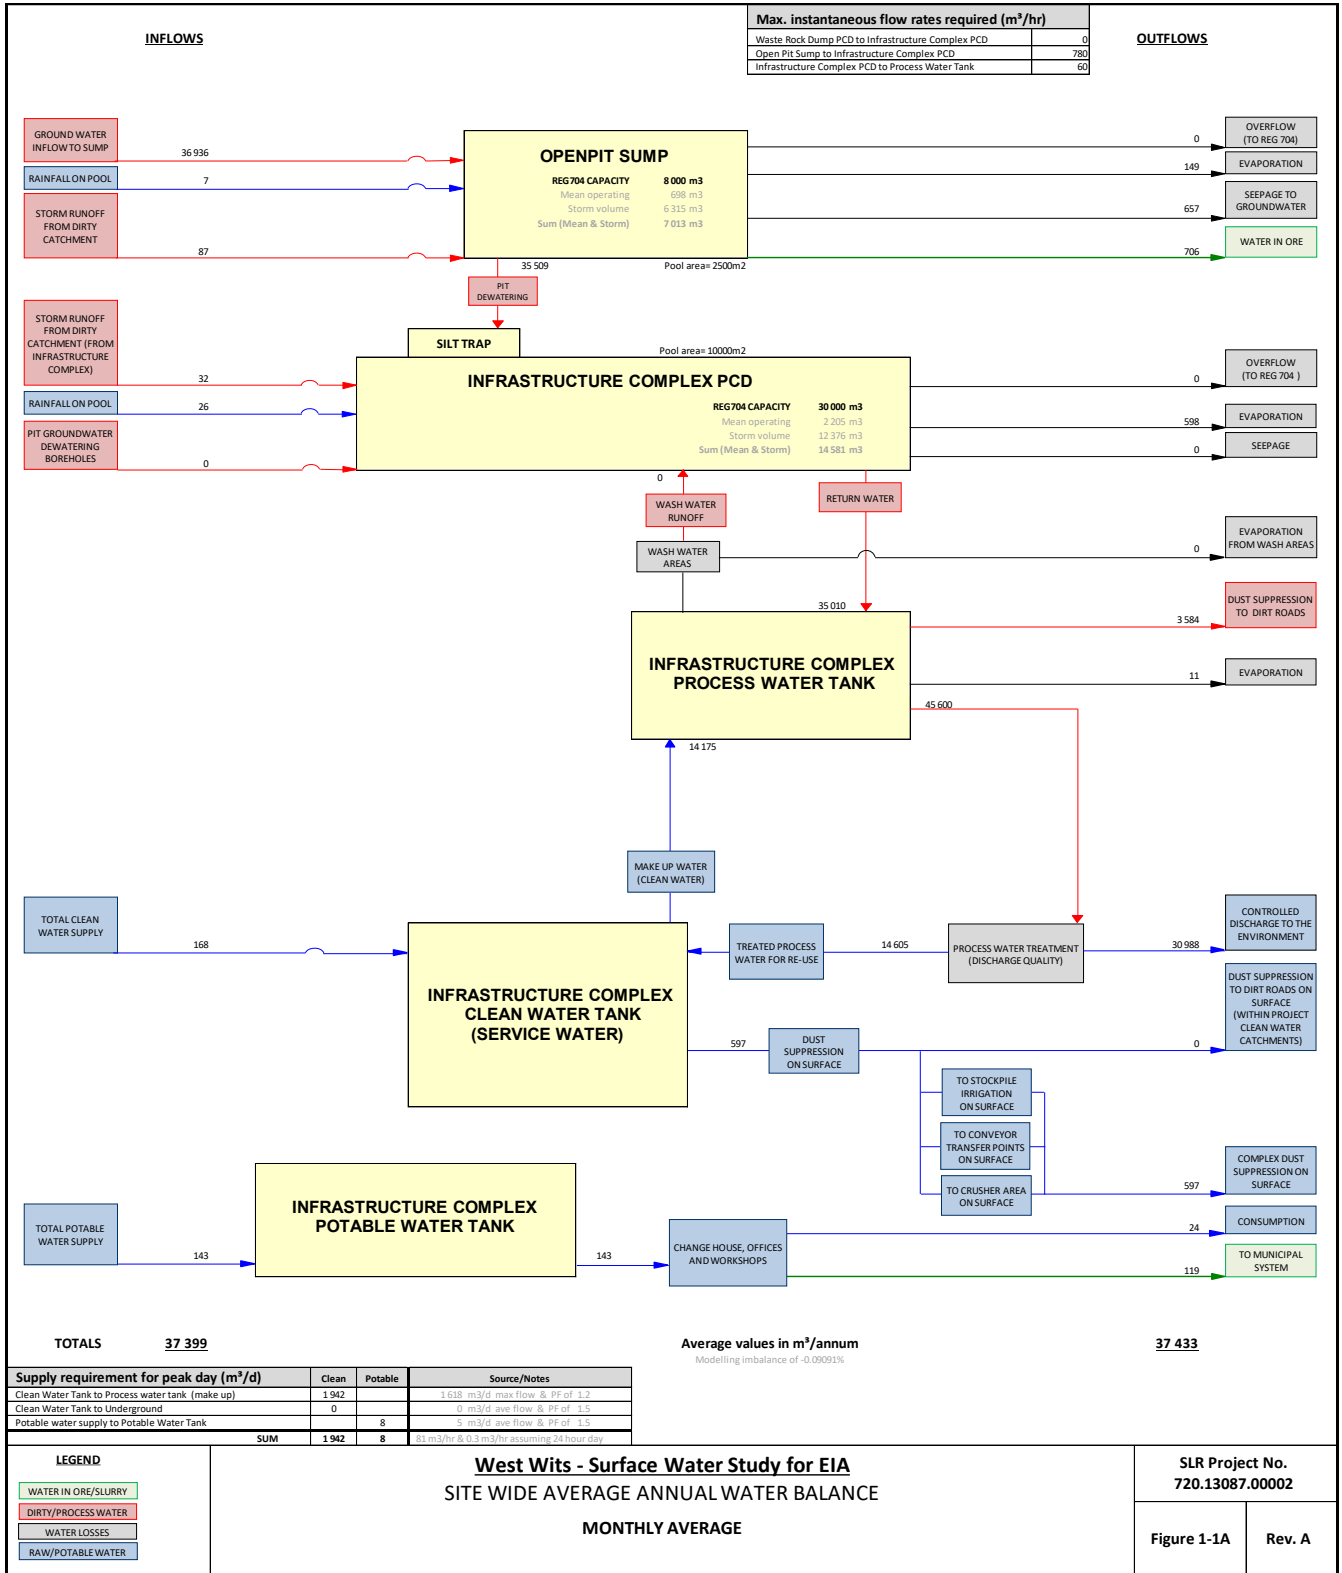 INFLOWS
Max. instantaneous flow rates required (m³/hr)
Waste Rock Dump PCD to Infrastructure Complex PCD 0
Open Pit Sump to Infrastructure Complex PCD 780
Infrastructure Complex PCD to Process Water Tank 60
OUTFLOWS
GROUND WATER
INFLOW TO SUMP
36 936
RAINFALL ON POOL
7
STORM RUNOFF
FROM DIRTY
CATCHMENT
87
OPENPIT SUMP
REG704 CAPACITY 8 000 m3
Mean operating 698 m3
Storm volume 6 315 m3
Sum (Mean & Storm) 7 013 m3
35 509
Pool area= 2500m2
0
OVERFLOW
(TO REG 704)
149
EVAPORATION
657
SEEPAGE TO
GROUNDWATER
706
WATER IN ORE
PIT
DEWATERING
STORM RUNOFF
FROM DIRTY
CATCHMENT (FROM
INFRASTRUCTURE
COMPLEX)
32
RAINFALL ON POOL
26
PIT GROUNDWATER
DEWATERING
BOREHOLES
0
SILT TRAP
Pool area= 10000m2
INFRASTRUCTURE COMPLEX PCD
REG704 CAPACITY 30 000 m3
Mean operating 2 205 m3
Storm volume 12 376 m3
Sum (Mean & Storm) 14 581 m3
0
OVERFLOW
(TO REG 704 )
598
EVAPORATION
0
SEEPAGE
0
WASH WATER
RUNOFF
RETURN WATER
WASH WATER
AREAS
0
EVAPORATION
FROM WASH AREAS
35 010
INFRASTRUCTURE COMPLEX
PROCESS WATER TANK
3 584
DUST SUPPRESSION
TO DIRT ROADS
11
EVAPORATION
45 600
14 175
MAKE UP WATER
(CLEAN WATER)
TOTAL CLEAN
WATER SUPPLY
168
INFRASTRUCTURE COMPLEX
CLEAN WATER TANK
(SERVICE WATER)
TREATED PROCESS
WATER FOR RE-USE
14 605
PROCESS WATER TREATMENT
(DISCHARGE QUALITY)
30 988
CONTROLLED
DISCHARGE TO THE
ENVIRONMENT
597
DUST
SUPPRESSION
ON SURFACE
0
DUST SUPPRESSION
TO DIRT ROADS ON
SURFACE
(WITHIN PROJECT
CLEAN WATER
CATCHMENTS)
TO STOCKPILE
IRRIGATION
ON SURFACE
TO CONVEYOR
TRANSFER POINTS
ON SURFACE
TO CRUSHER AREA
ON SURFACE
597
COMPLEX DUST
SUPPRESSION ON
SURFACE
TOTAL POTABLE
WATER SUPPLY
143
INFRASTRUCTURE COMPLEX
POTABLE WATER TANK
143
CHANGE HOUSE, OFFICES
AND WORKSHOPS
24
CONSUMPTION
119
TO MUNICIPAL
SYSTEM
TOTALS 37 399
Average values in m³/annum
Modelling imbalance of -0.09091%
37 433
Supply requirement for peak day (m³/d) Clean Potable Source/Notes
Clean Water Tank to Process water tank (make up) 1 942 1 618 m3/d max flow & PF of 1.2
Clean Water Tank to Underground 0 0 m3/d ave flow & PF of 1.5
Potable water supply to Potable Water Tank 8 5 m3/d ave flow & PF of 1.5
SUM 1 942 8 81 m3/hr & 0.3 m3/hr assuming 24 hour day
LEGEND
WATER IN ORE/SLURRY
DIRTY/PROCESS WATER
WATER LOSSES
RAW/POTABLE WATER
West Wits - Surface Water Study for EIA
SITE WIDE AVERAGE ANNUAL WATER BALANCE
MONTHLY AVERAGE
SLR Project No.
720.13087.00002
Figure 1-1A
Rev. A